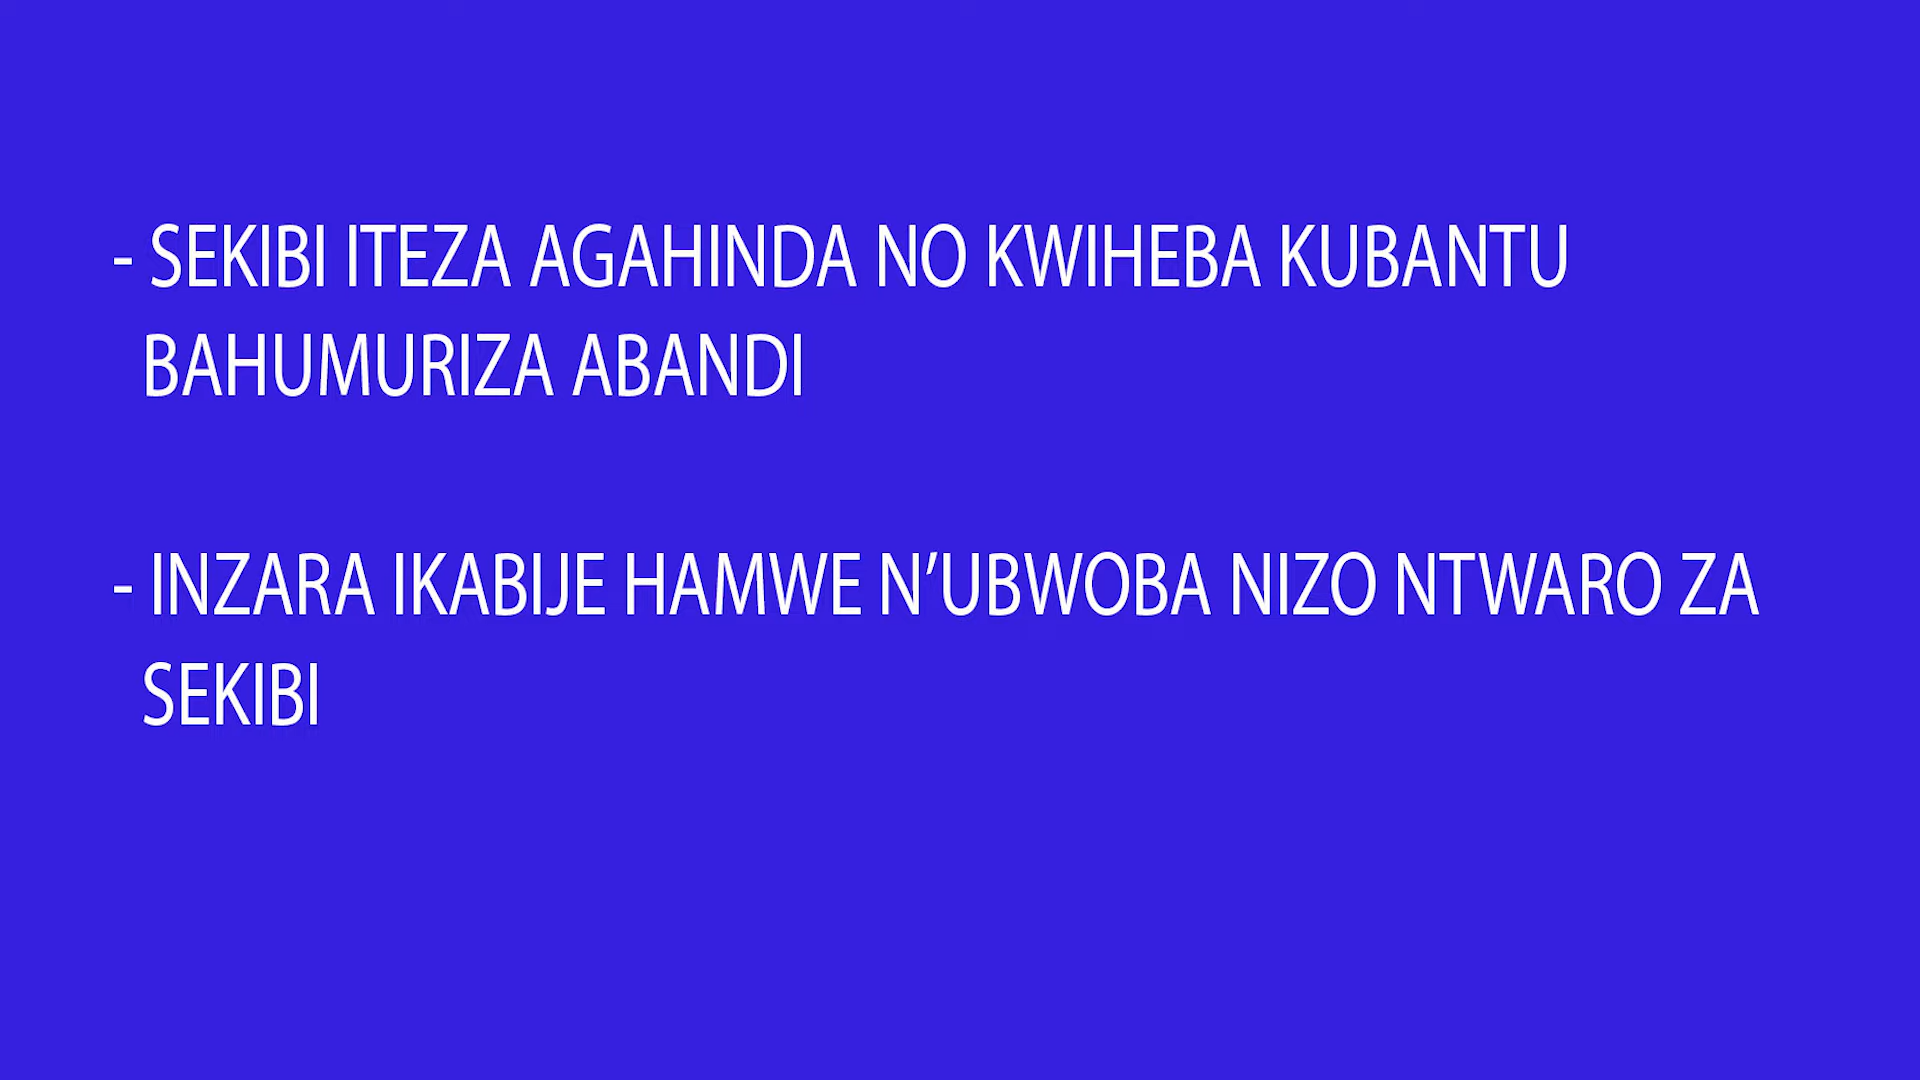 - SEKIBI ITEZA AGAHINDA NO KWIHEBA KUBANTU
BAHUMURIZA ABANDI
- INZARA IKABIJE HAMWE N’UBWOBA NIZO NTWARO ZA
SEKIBI